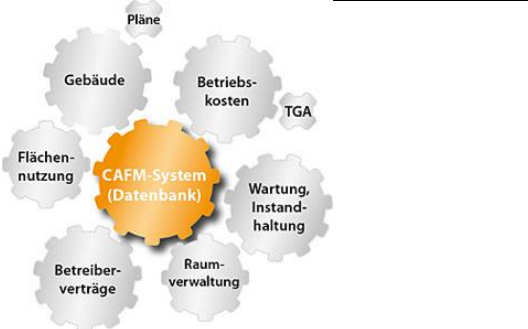 Pläne
Gebäude
Betriebs-
kosten
TGA
Flächen-
nutzung
CAFM-System
(Datenbank)
Wartung,
Instand-
haltung
Betreiber-
verträge
Raum-
verwaltung